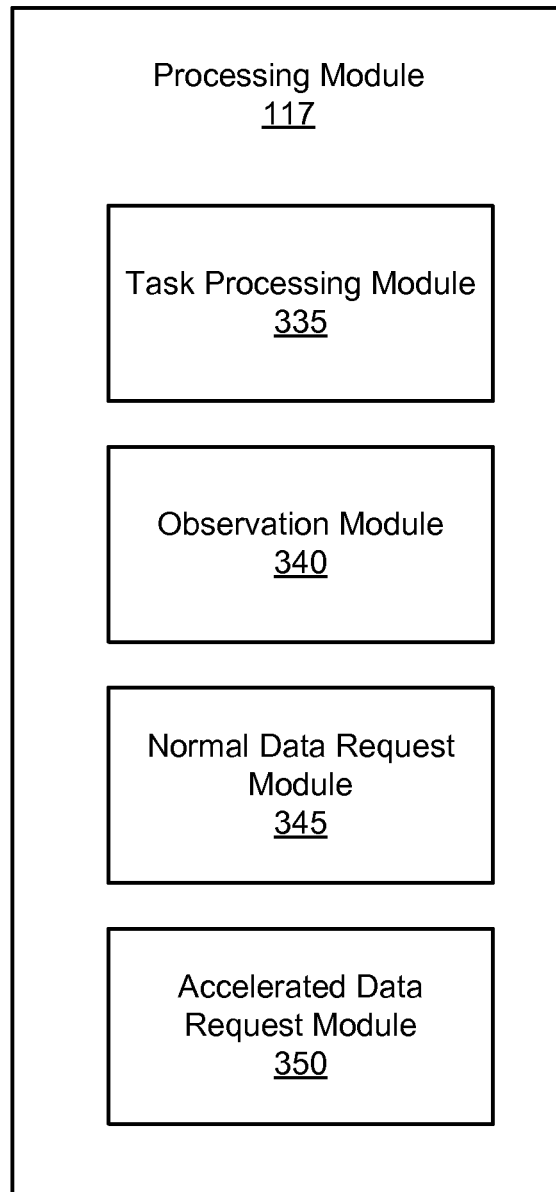 Processing Module
117
Task Processing Module
335
Observation Module
340
Normal Data Request
Module
345
Accelerated Data
Request Module
350